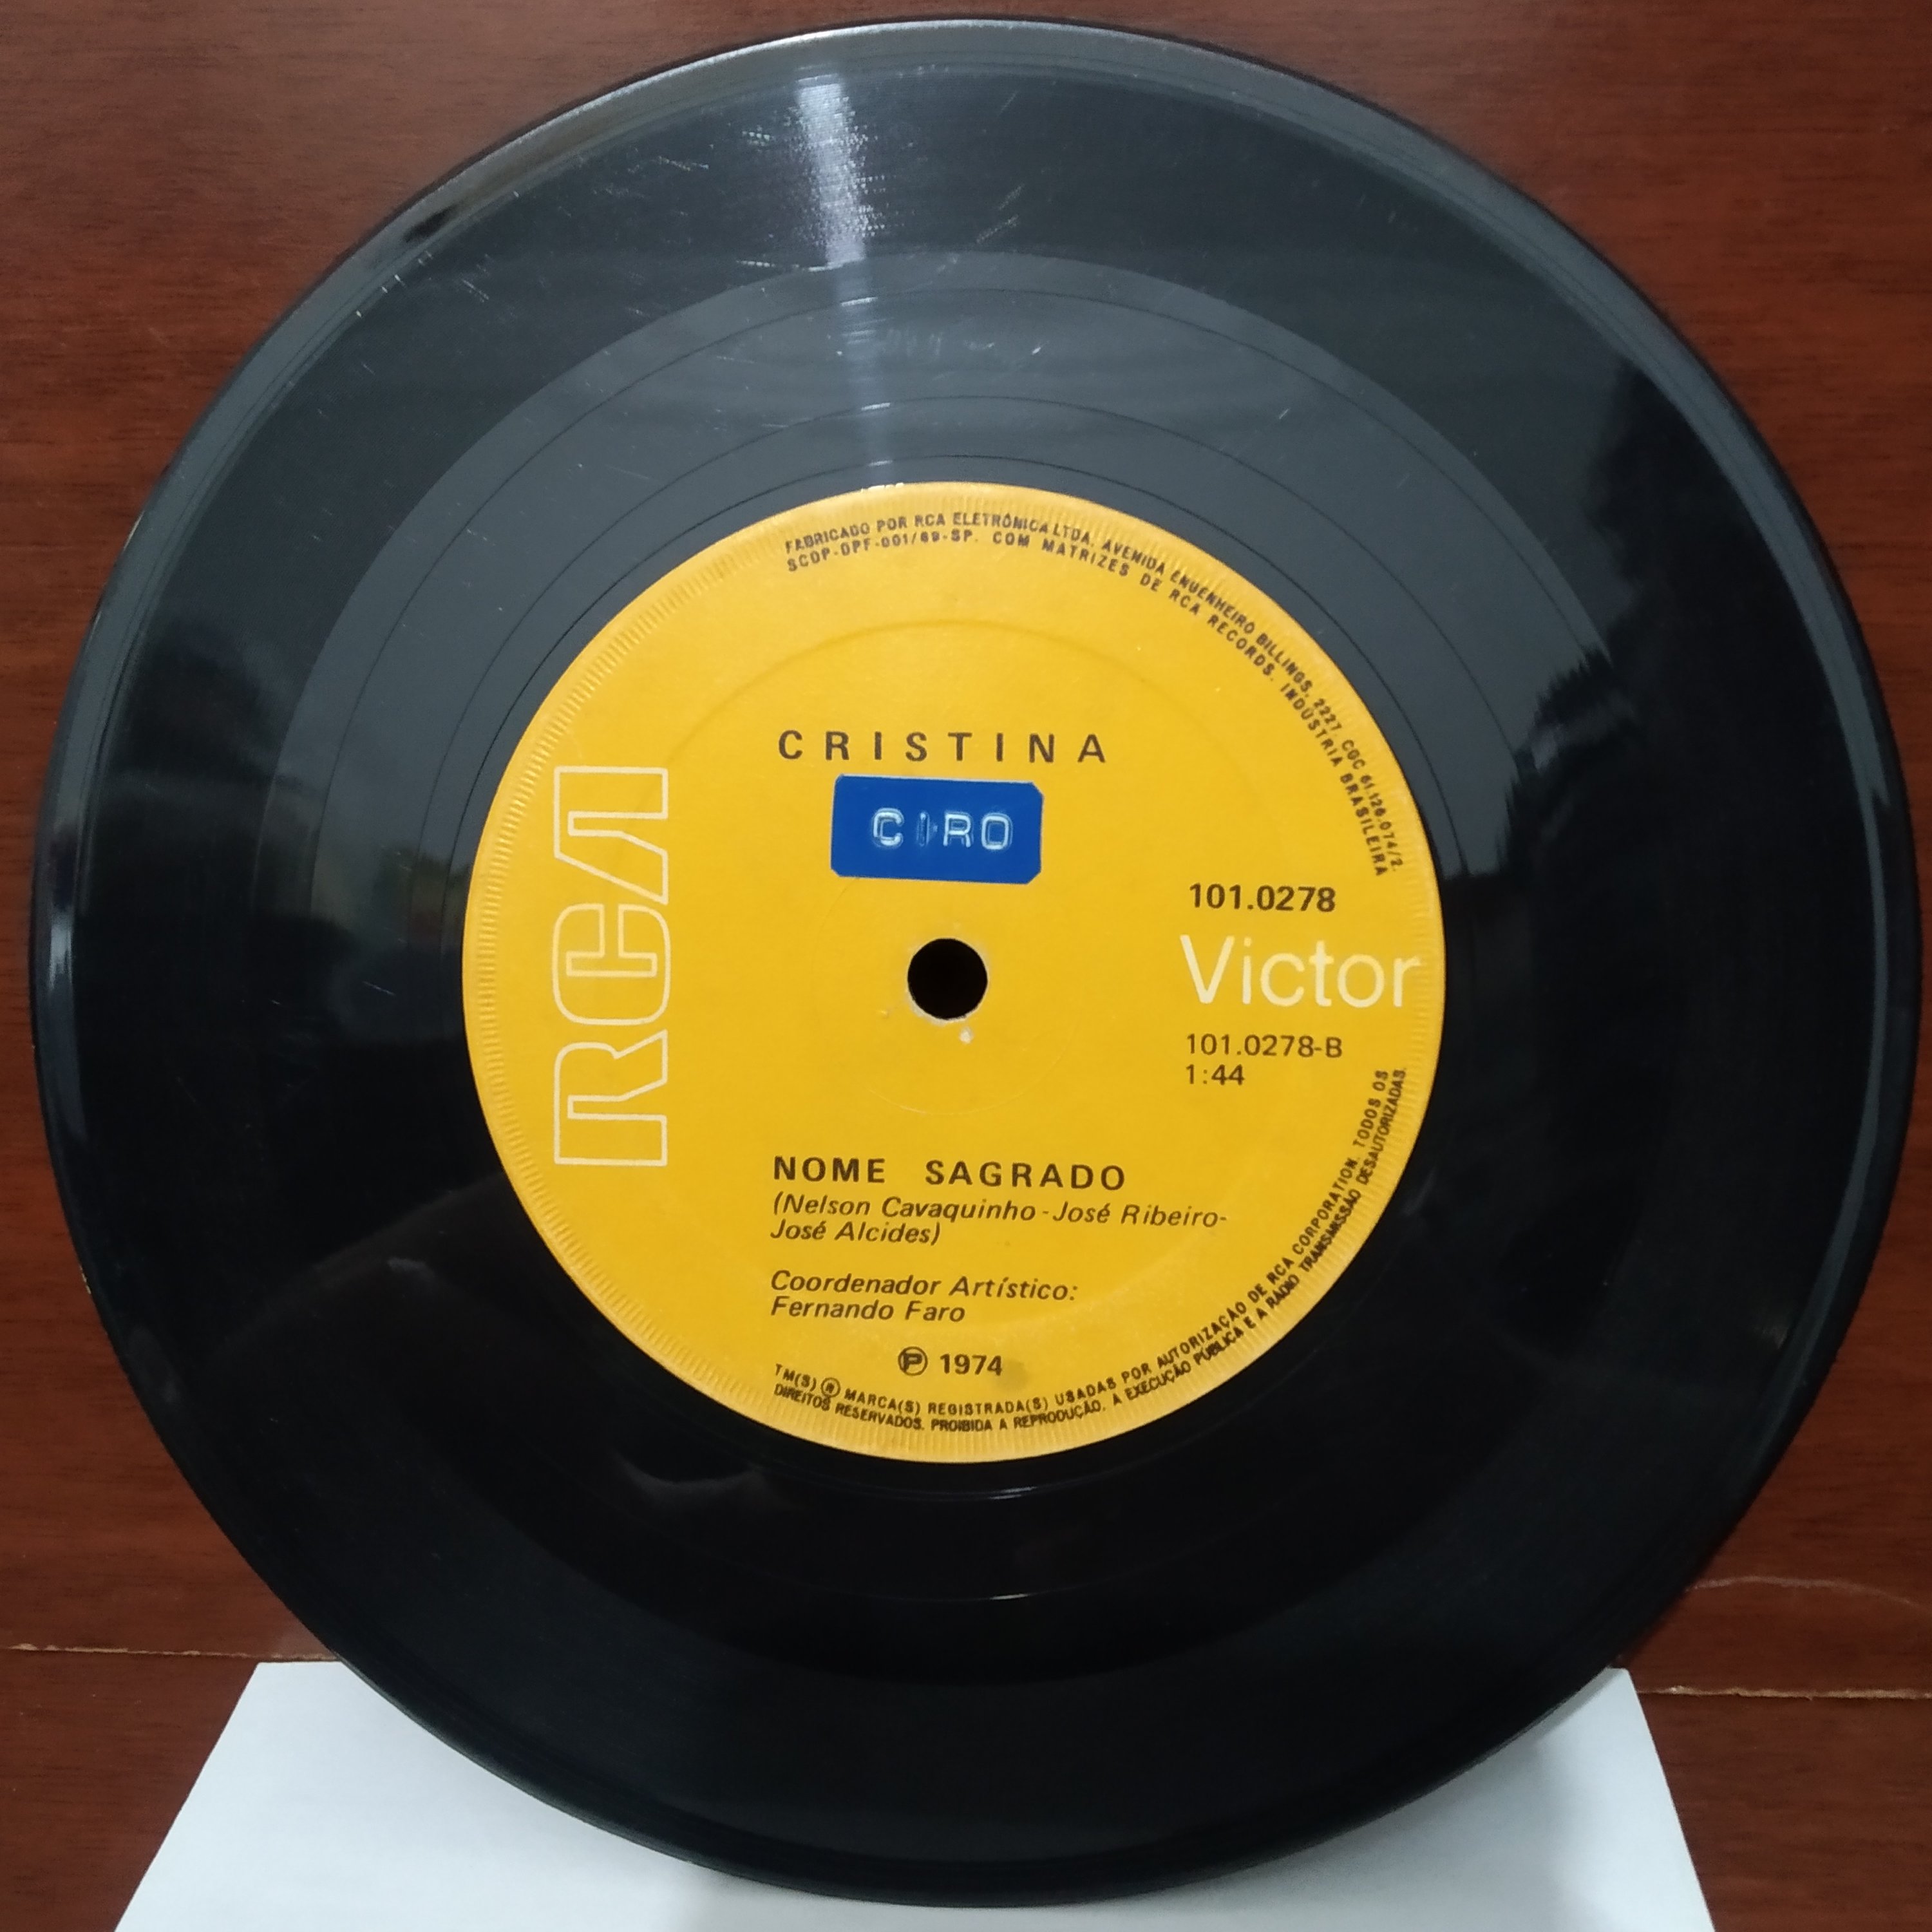 FABRICADO POR RCA ELETRÔNICA LTDA. AVENIDA ENGENHEIRO BILLINGS, 2227. CGC 61.126.074/2.
SCDP-DPF-001/69-SP. COM MATRIZES DE RCA RECORDS. INDÚSTRIA BRASILEIRA
CRISTINA
CIRO
RCA
101.0278
Victor
101.0278-B
1:44
NOME SAGRADO
(Nelson Cavaquinho-José Ribeiro-
José Alcides)
Coordenador Artístico:
Fernando Faro
℗ 1974
TM(S) ® MARCA(S) REGISTRADA(S) USADAS POR AUTORIZAÇÃO DE RCA CORPORATION. TODOS OS
DIREITOS RESERVADOS. PROIBIDA A REPRODUÇÃO, A EXECUÇÃO PÚBLICA E A RÁDIO TRANSMISSÃO DESAUTORIZADAS.